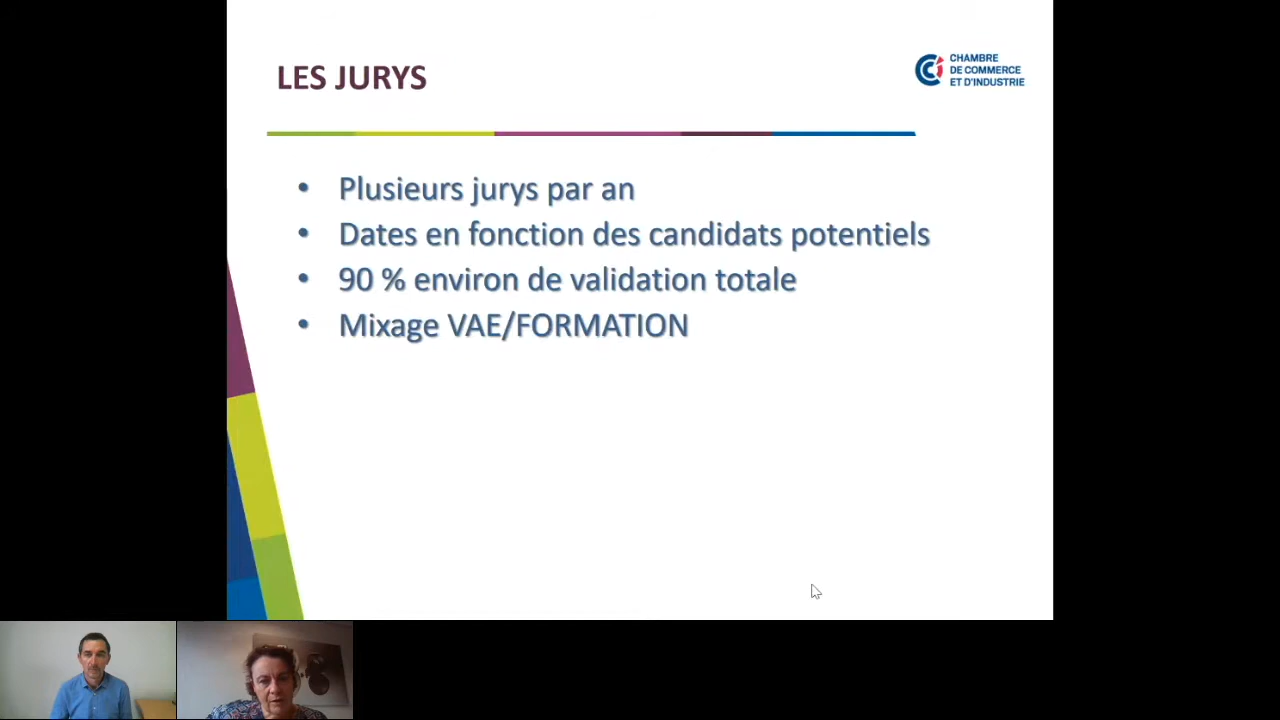 LES JURYS
CHAMBRE
DE COMMERCE
ET D'INDUSTRIE
• Plusieurs jurys par an
• Dates en fonction des candidats potentiels
• 90 % environ de validation totale
• Mixage VAE/FORMATION